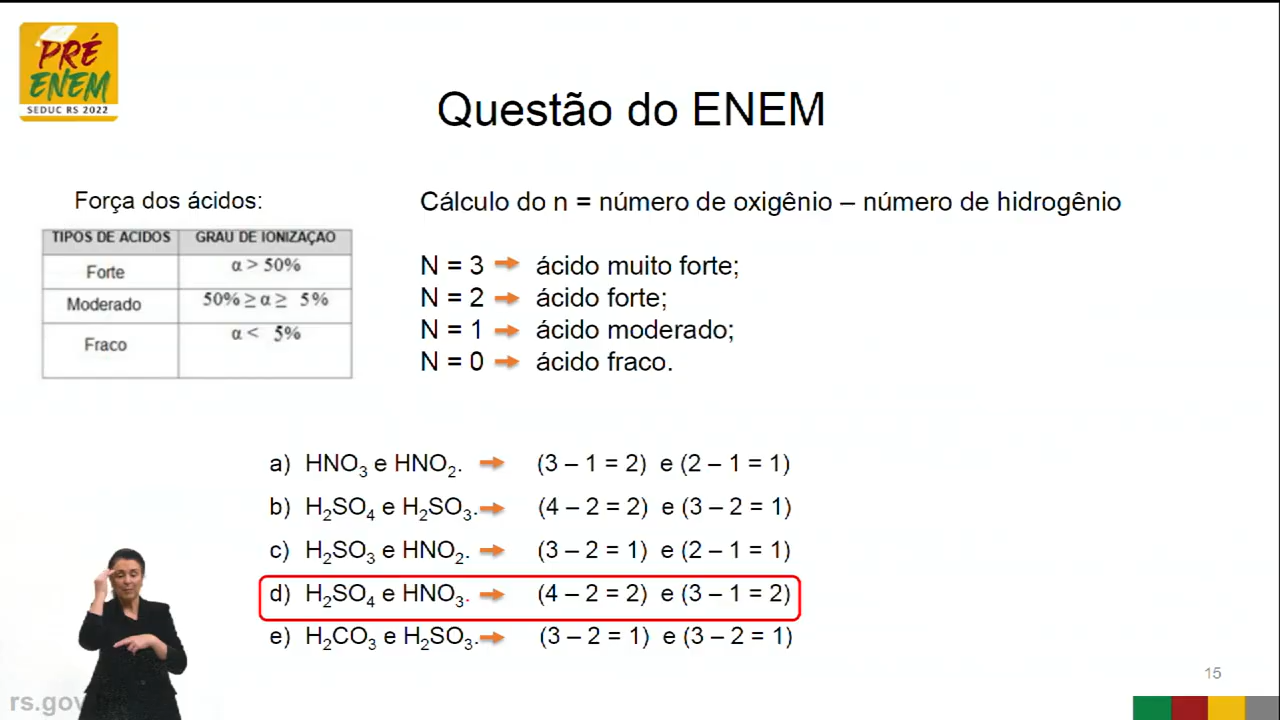 PRÉ
ENEM
SEDUC RS 2022
Questão do ENEM
Força dos ácidos:
TIPOS DE ACIDOS GRAU DE IONIZAÇAO
Forte α > 50%
Moderado 50% ≥ α ≥ 5%
Fraco α < 5%
Cálculo do n = número de oxigênio – número de hidrogênio
N = 3 → ácido muito forte;
N = 2 → ácido forte;
N = 1 → ácido moderado;
N = 0 → ácido fraco.
a) HNO₃ e HNO₂. → (3 – 1 = 2) e (2 – 1 = 1)
b) H₂SO₄ e H₂SO₃. → (4 – 2 = 2) e (3 – 2 = 1)
c) H₂SO₃ e HNO₂. → (3 – 2 = 1) e (2 – 1 = 1)
d) H₂SO₄ e HNO₃. → (4 – 2 = 2) e (3 – 1 = 2)
e) H₂CO₃ e H₂SO₃. → (3 – 2 = 1) e (3 – 2 = 1)
15